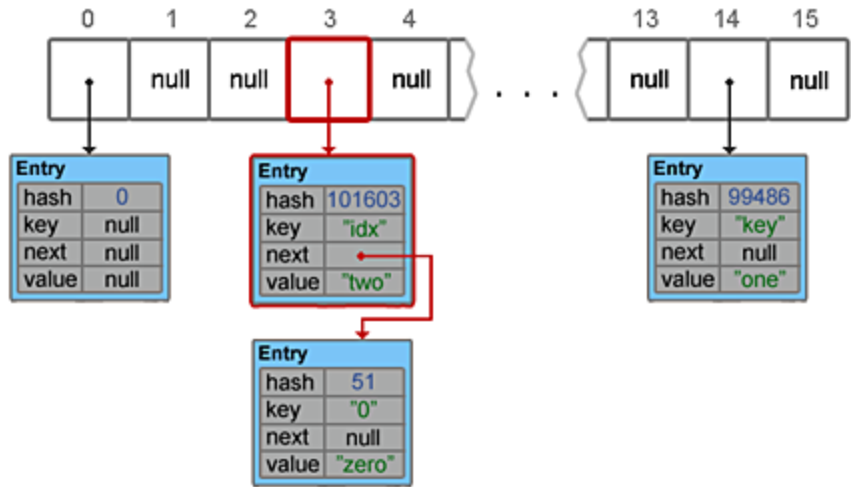 0 1 2 3 4 13 14 15
null null null . . . null null
Entry
hash 0
key null
next null
value null
Entry
hash 101603
key "idx"
next
value "two"
Entry
hash 99486
key "key"
next null
value "one"
Entry
hash 51
key "0"
next null
value "zero"